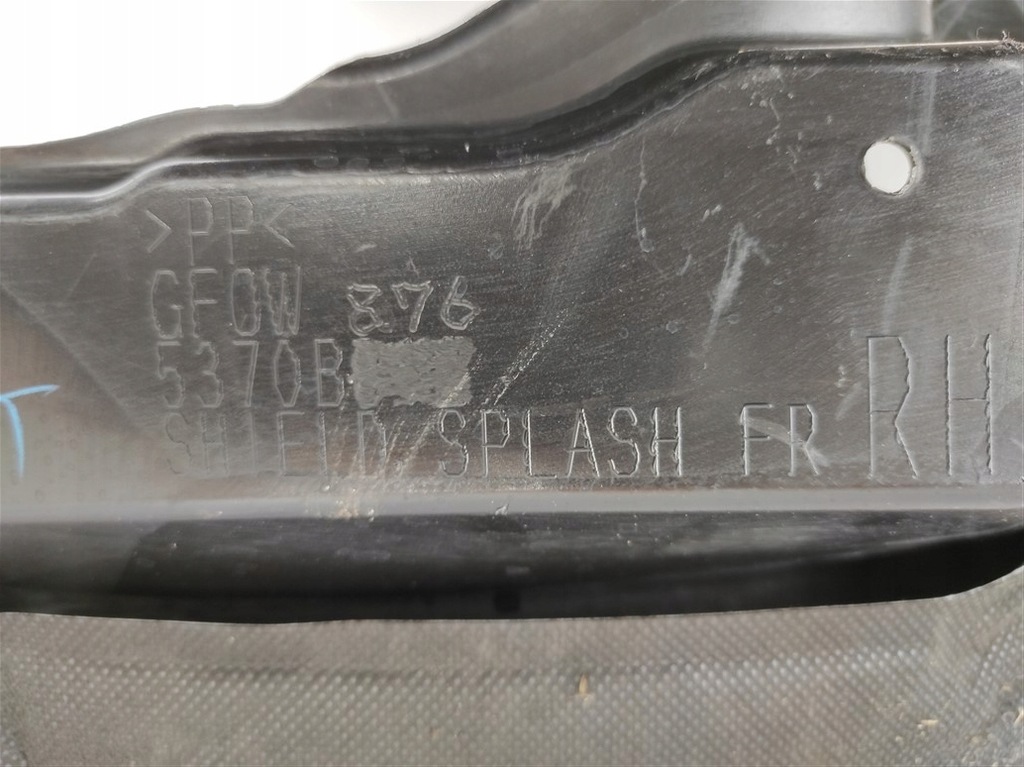 >PP<
GF0W 876
5370B
SHIELD SPLASH FR RH